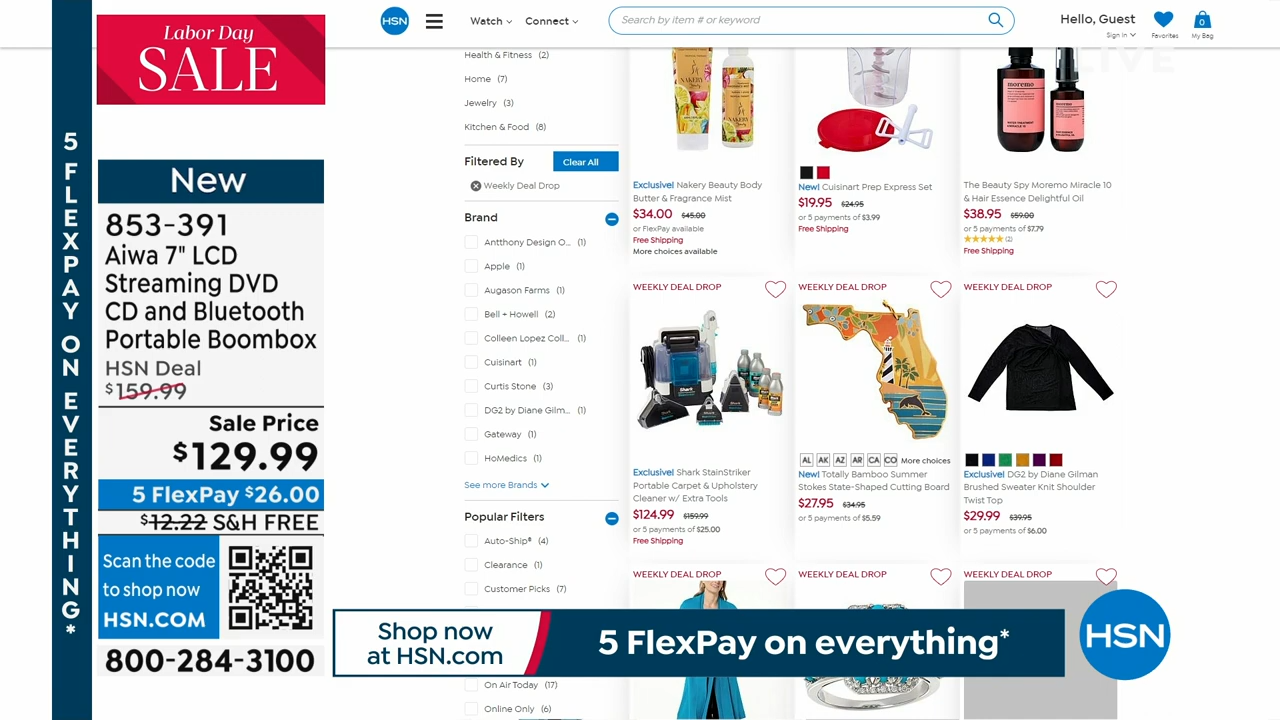 Labor Day
SALE
5 FLEXPAY ON EVERYTHING*
New
853-391
Aiwa 7" LCD
Streaming DVD
CD and Bluetooth
Portable Boombox
HSN Deal
$159.99
Sale Price
$129.99
5 FlexPay $26.00
$12.22 S&H FREE
Scan the code
to shop now
HSN.COM
800-284-3100
HSN
Watch
Connect
Search by item # or keyword
Hello, Guest
Sign In
Favorites
0
My Bag
LIVE
Health & Fitness (2)
Home (7)
Jewelry (3)
Kitchen & Food (8)
Filtered By
Clear All
Weekly Deal Drop
Brand
Antthony Design O... (1)
Apple (1)
Augason Farms (1)
Bell + Howell (2)
Colleen Lopez Coll... (1)
Cuisinart (1)
Curtis Stone (3)
DG2 by Diane Gilm... (1)
Gateway (1)
HoMedics (1)
See more Brands
Popular Filters
Auto-Ship® (4)
Clearance (1)
Customer Picks (7)
On Air Today (17)
Online Only (6)
NAKERY
NAKERY
Exclusive! Nakery Beauty Body
Butter & Fragrance Mist
$34.00 $45.00
or FlexPay available
Free Shipping
More choices available
New! Cuisinart Prep Express Set
$19.95 $24.95
or 5 payments of $3.99
Free Shipping
moremo
The Beauty Spy Moremo Miracle 10
& Hair Essence Delightful Oil
$38.95 $59.00
or 5 payments of $7.79
(2)
Free Shipping
WEEKLY DEAL DROP
Shark
Shark
Shark
Exclusive! Shark StainStriker
Portable Carpet & Upholstery
Cleaner w/ Extra Tools
$124.99 $159.99
or 5 payments of $25.00
Free Shipping
WEEKLY DEAL DROP
AL AK AZ AR CA CO More choices
New! Totally Bamboo Summer
Stokes State-Shaped Cutting Board
$27.95 $34.95
or 5 payments of $5.59
WEEKLY DEAL DROP
Exclusive! DG2 by Diane Gilman
Brushed Sweater Knit Shoulder
Twist Top
$29.99 $39.95
or 5 payments of $6.00
WEEKLY DEAL DROP
WEEKLY DEAL DROP
WEEKLY DEAL DROP
Shop now
at HSN.com
5 FlexPay on everything*
HSN